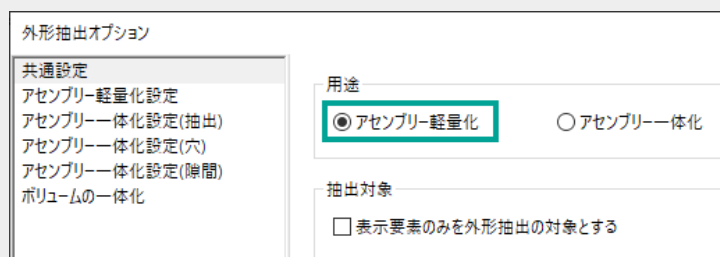 外形抽出オプション
共通設定
アセンブリー軽量化設定
アセンブリー一体化設定(抽出)
アセンブリー一体化設定(穴)
アセンブリー一体化設定(隙間)
ボリュームの一体化
用途
アセンブリー軽量化
アセンブリー一体化
抽出対象
表示要素のみを外形抽出の対象とする